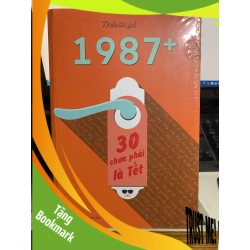 Nhiều tác giả
1987+
30
chưa phải
là Tết
Tặng
Bookmark